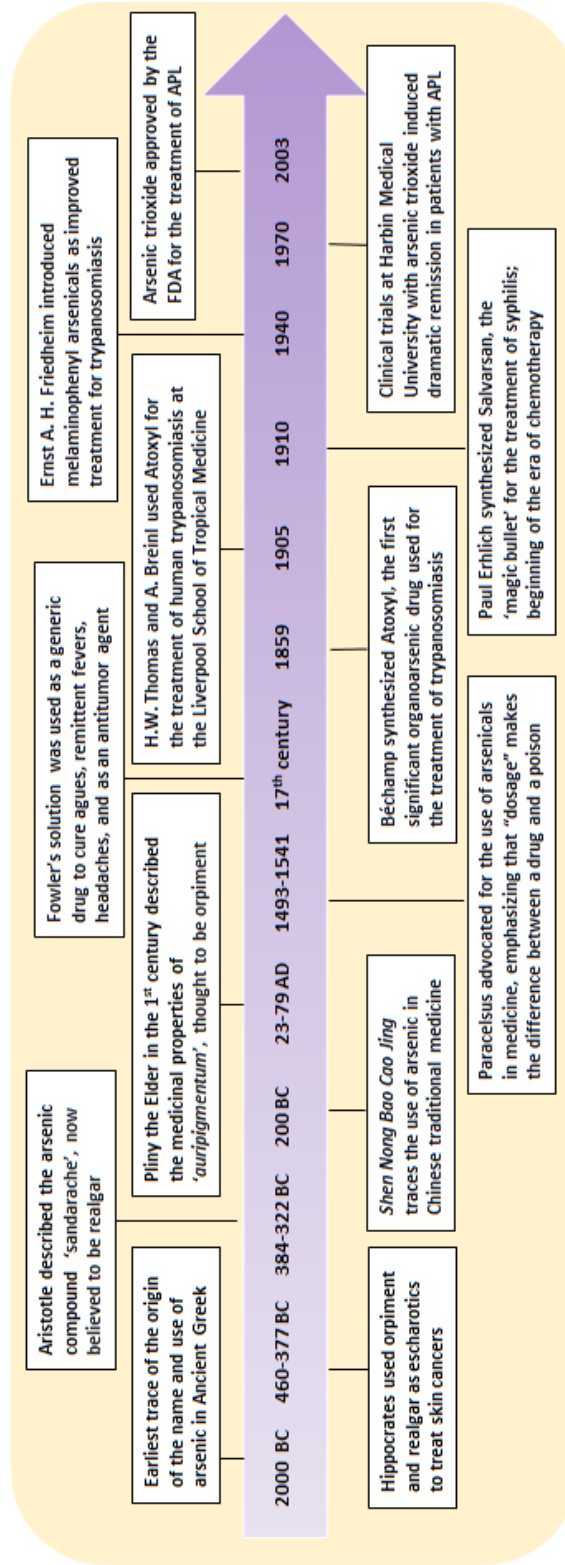 Aristotle described the arsenic
compound ‘sandarache’, now
believed to be realgar
Fowler’s solution was used as a generic
drug to cure agues, remittent fevers,
headaches, and as an antitumor agent
Ernst A. H. Friedheim introduced
melaminophenyl arsenicals as improved
treatment for trypanosomiasis
Earliest trace of the origin
of the name and use of
arsenic in Ancient Greek
Pliny the Elder in the 1st century described
the medicinal properties of
‘auripigmentum’, thought to be orpiment
H.W. Thomas and A. Breinl used Atoxyl for
the treatment of human trypanosomiasis at
the Liverpool School of Tropical Medicine
Arsenic trioxide approved by the
FDA for the treatment of APL
2000 BC 460-377 BC 384-322 BC 200 BC 23-79 AD 1493-1541 17th century 1859 1905 1910 1940 1970 2003
Hippocrates used orpiment
and realgar as escharotics
to treat skin cancers
Shen Nong Bao Cao Jing
traces the use of arsenic in
Chinese traditional medicine
Béchamp synthesized Atoxyl, the first
significant organoarsenic drug used for
the treatment of trypanosomiasis
Clinical trials at Harbin Medical
University with arsenic trioxide induced
dramatic remission in patients with APL
Paracelsus advocated for the use of arsenicals
in medicine, emphasizing that “dosage” makes
the difference between a drug and a poison
Paul Erhlich synthesized Salvarsan, the
‘magic bullet’ for the treatment of syphilis;
beginning of the era of chemotherapy